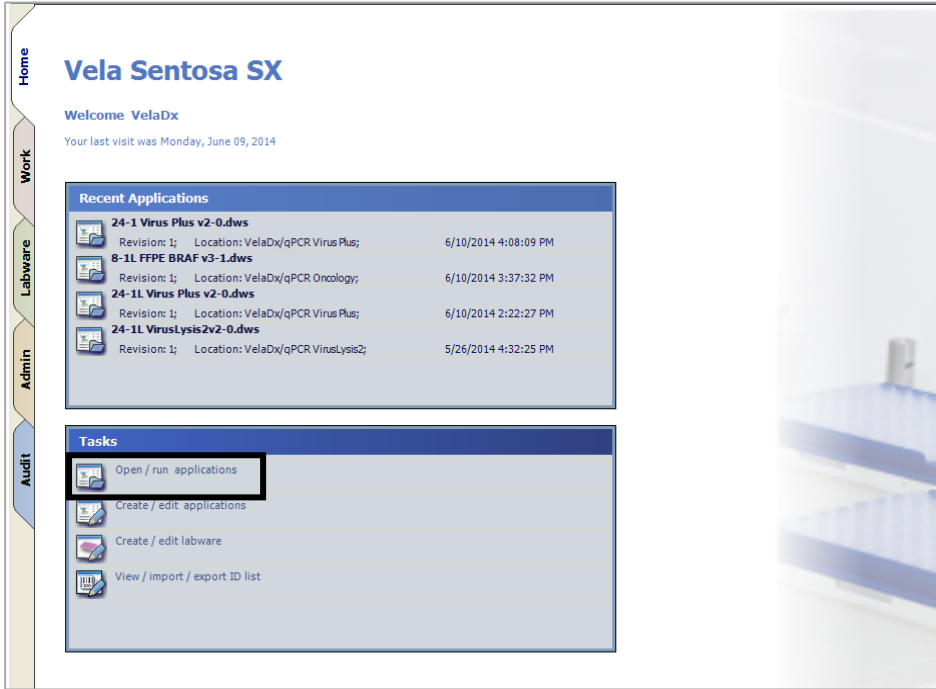 Home
Work
Labware
Admin
Audit
Vela Sentosa SX
Welcome VelaDx
Your last visit was Monday, June 09, 2014
Recent Applications
24-1 Virus Plus v2-0.dws
Revision: 1; Location: VelaDx/qPCR Virus Plus; 6/10/2014 4:08:09 PM
8-1L FFPE BRAF v3-1.dws
Revision: 1; Location: VelaDx/qPCR Oncology; 6/10/2014 3:37:32 PM
24-1L Virus Plus v2-0.dws
Revision: 1; Location: VelaDx/qPCR Virus Plus; 6/10/2014 2:22:27 PM
24-1L VirusLysis2v2-0.dws
Revision: 1; Location: VelaDx/qPCR VirusLysis2; 5/26/2014 4:32:25 PM
Tasks
Open / run applications
Create / edit applications
Create / edit labware
View / import / export ID list